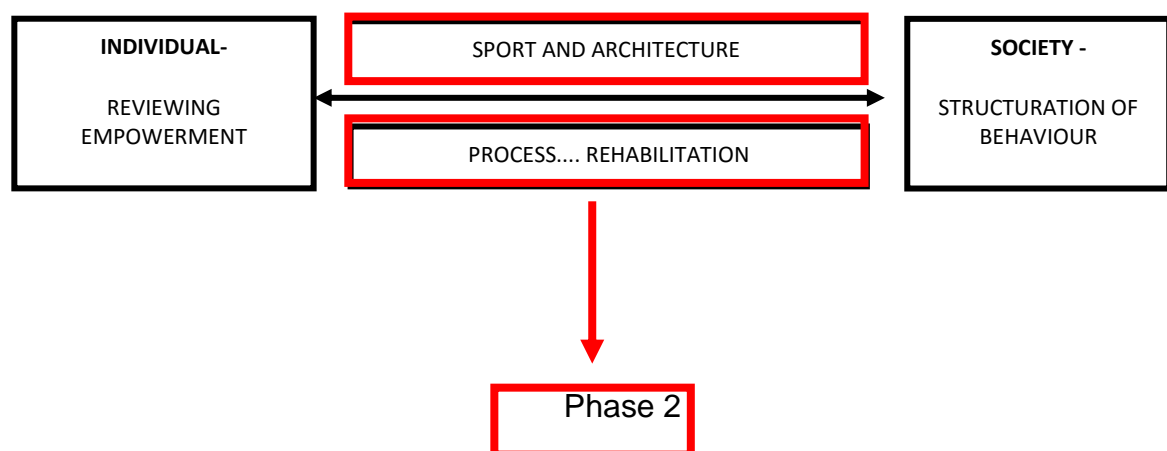 INDIVIDUAL-
REVIEWING
EMPOWERMENT
SPORT AND ARCHITECTURE
PROCESS.... REHABILITATION
SOCIETY -
STRUCTURATION OF
BEHAVIOUR
Phase 2